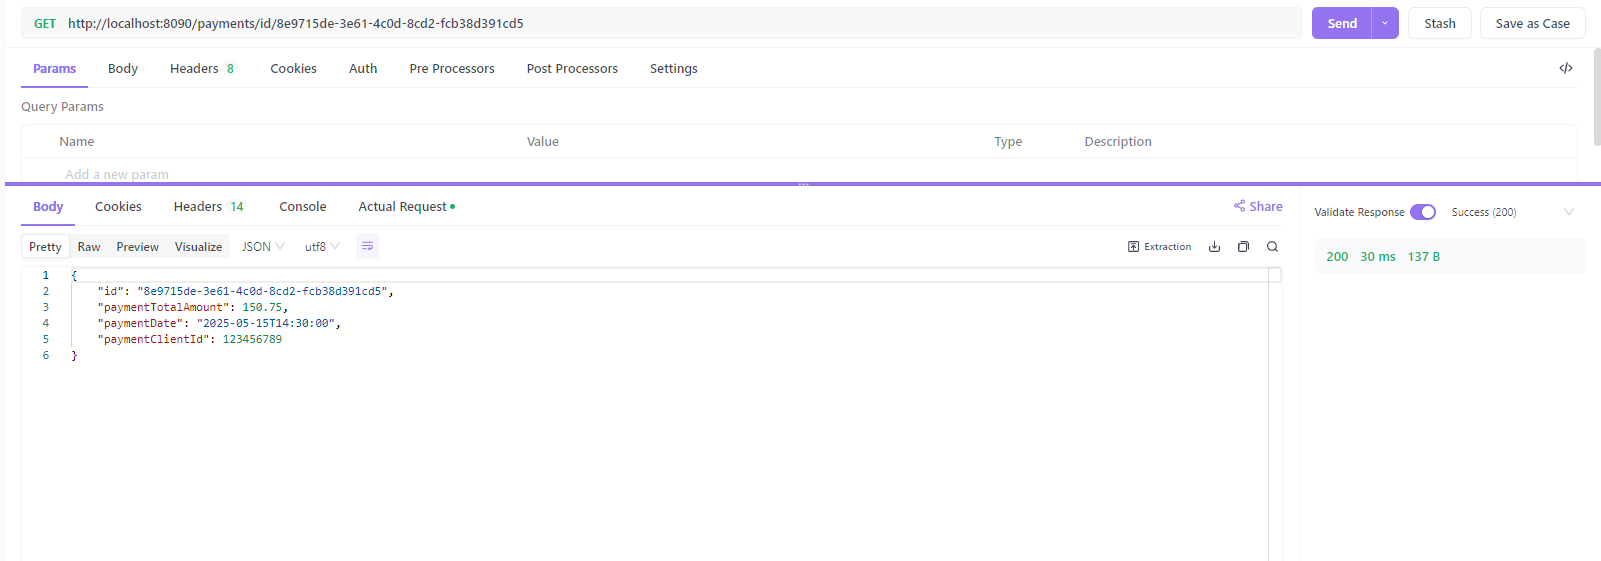 GET http://localhost:8090/payments/id/8e9715de-3e61-4c0d-8cd2-fcb38d391cd5 Send Stash Save as Case
Params Body Headers 8 Cookies Auth Pre Processors Post Processors Settings
Query Params
Name Value Type Description
Add a new param
Body Cookies Headers 14 Console Actual Request Share
Validate Response Success (200)
Pretty Raw Preview Visualize JSON utf8 Extraction
200 30 ms 137 B
1 {
2 "id": "8e9715de-3e61-4c0d-8cd2-fcb38d391cd5",
3 "paymentTotalAmount": 150.75,
4 "paymentDate": "2025-05-15T14:30:00",
5 "paymentClientId": 123456789
6 }